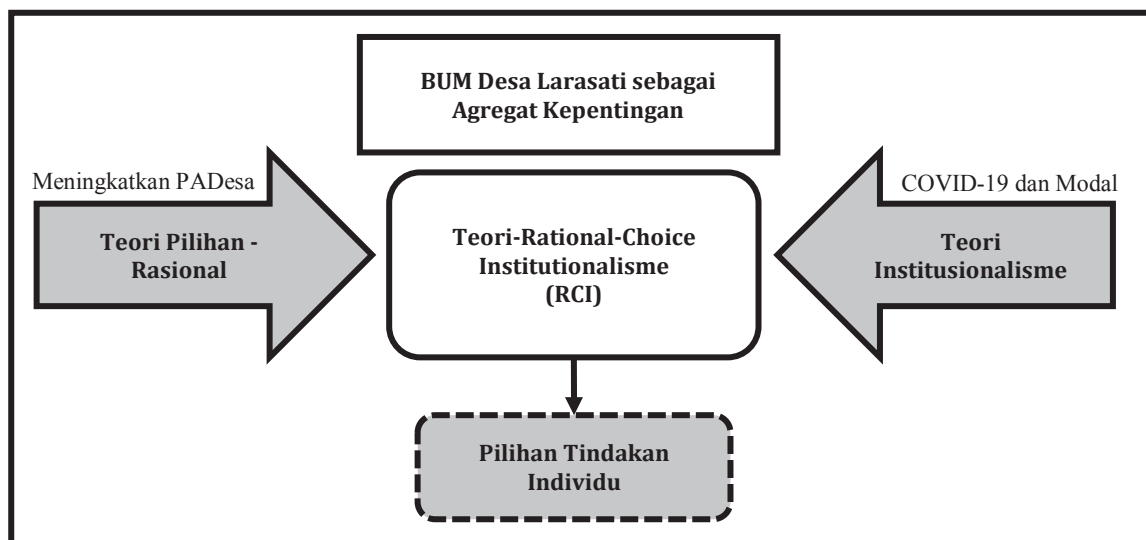 BUM Desa Larasati sebagai
Agregat Kepentingan
Meningkatkan PADesa
Teori Pilihan -
Rasional
Teori-Rational-Choice
Institutionalisme
(RCI)
COVID-19 dan Modal
Teori
Institusionalisme
Pilihan Tindakan
Individu